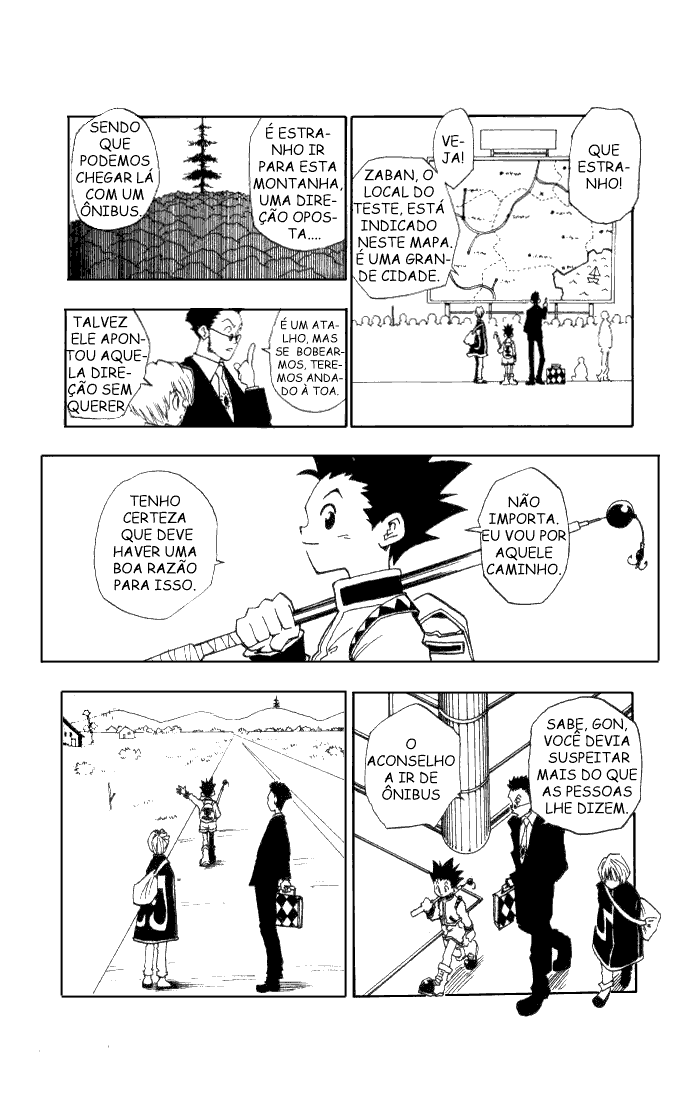 QUE
ESTRA-
NHO!
VE-
JA!
ZABAN, O
LOCAL DO
TESTE, ESTÁ
INDICADO
NESTE MAPA.
É UMA GRAN-
DE CIDADE.
É ESTRA-
NHO IR
PARA ESTA
MONTANHA,
UMA DIRE-
ÇÃO OPOS-
TA....
SENDO
QUE
PODEMOS
CHEGAR LÁ
COM UM
ÔNIBUS.
É UM ATA-
LHO, MAS
SE BOBEAR-
MOS, TERE-
MOS ANDA-
DO À TOA.
TALVEZ
ELE APON-
TOU AQUE-
LA DIRE-
ÇÃO SEM
QUERER
NÃO
IMPORTA.
EU VOU POR
AQUELE
CAMINHO.
TENHO
CERTEZA
QUE DEVE
HAVER UMA
BOA RAZÃO
PARA ISSO.
SABE, GON,
VOCÊ DEVIA
SUSPEITAR
MAIS DO QUE
AS PESSOAS
LHE DIZEM.
O
ACONSELHO
A IR DE
ÔNIBUS